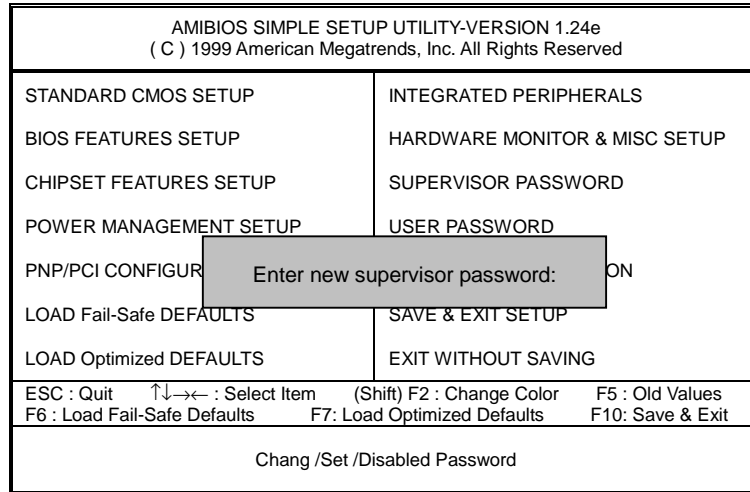 AMIBIOS SIMPLE SETUP UTILITY-VERSION 1.24e
( C ) 1999 American Megatrends, Inc. All Rights Reserved
STANDARD CMOS SETUP
BIOS FEATURES SETUP
CHIPSET FEATURES SETUP
POWER MANAGEMENT SETUP
PNP/PCI CONFIGUR
LOAD Fail-Safe DEFAULTS
LOAD Optimized DEFAULTS
INTEGRATED PERIPHERALS
HARDWARE MONITOR & MISC SETUP
SUPERVISOR PASSWORD
USER PASSWORD
ON
SAVE & EXIT SETUP
EXIT WITHOUT SAVING
Enter new supervisor password:
ESC : Quit ↑↓→← : Select Item (Shift) F2 : Change Color F5 : Old Values
F6 : Load Fail-Safe Defaults F7: Load Optimized Defaults F10: Save & Exit
Chang /Set /Disabled Password